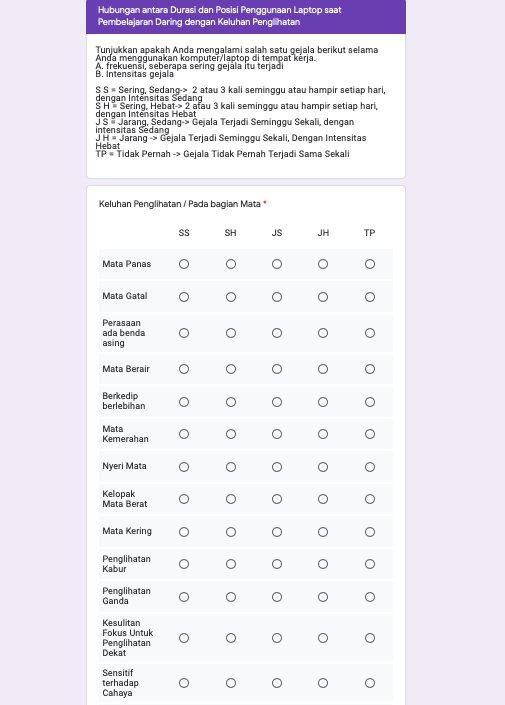 Hubungan antara Durasi dan Posisi Penggunaan Laptop saat
Pembelajaran Daring dengan Keluhan Penglihatan
Tunjukkan apakah Anda mengalami salah satu gejala berikut selama
Anda menggunakan komputer/laptop di tempat kerja.
A. frekuensi, seberapa sering gejala itu terjadi
B. Intensitas gejala
S S = Sering, Sedang-> 2 atau 3 kali seminggu atau hampir setiap hari,
dengan Intensitas Sedang
S H = Sering, Hebat-> 2 atau 3 kali seminggu atau hampir setiap hari,
dengan Intensitas Hebat
J S = Jarang, Sedang-> Gejala Terjadi Seminggu Sekali, dengan
intensitas Sedang
J H = Jarang -> Gejala Terjadi Seminggu Sekali, Dengan Intensitas
Hebat
TP = Tidak Pernah -> Gejala Tidak Pernah Terjadi Sama Sekali
Keluhan Penglihatan / Pada bagian Mata *
SS SH JS JH TP
Mata Panas
Mata Gatal
Perasaan
ada benda
asing
Mata Berair
Berkedip
berlebihan
Mata
Kemerahan
Nyeri Mata
Kelopak
Mata Berat
Mata Kering
Penglihatan
Kabur
Penglihatan
Ganda
Kesulitan
Fokus Untuk
Penglihatan
Dekat
Sensitif
terhadap
Cahaya